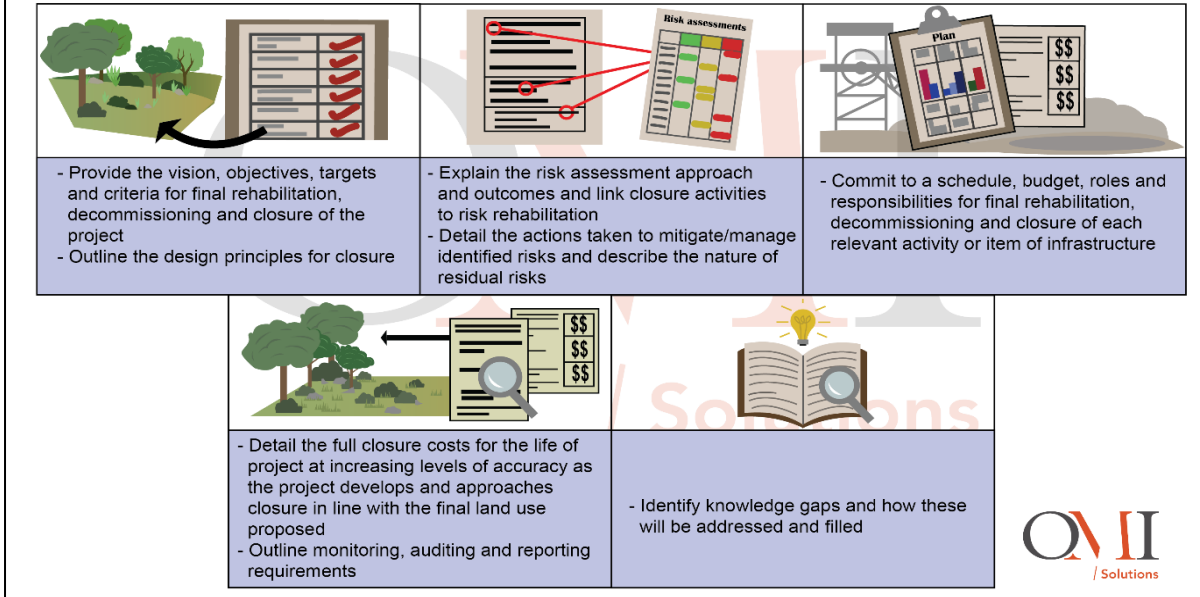 Risk assessments
Plan
$$
$$
$$
- Provide the vision, objectives, targets
and criteria for final rehabilitation,
decommissioning and closure of the
project
- Outline the design principles for closure
- Explain the risk assessment approach
and outcomes and link closure activities
to risk rehabilitation
- Detail the actions taken to mitigate/manage
identified risks and describe the nature of
residual risks
- Commit to a schedule, budget, roles and
responsibilities for final rehabilitation,
decommissioning and closure of each
relevant activity or item of infrastructure
$$
$$
$$
- Detail the full closure costs for the life of
project at increasing levels of accuracy as
the project develops and approaches
closure in line with the final land use
proposed
- Outline monitoring, auditing and reporting
requirements
- Identify knowledge gaps and how these
will be addressed and filled
OMI
/ Solutions
OMI
/ Solutions